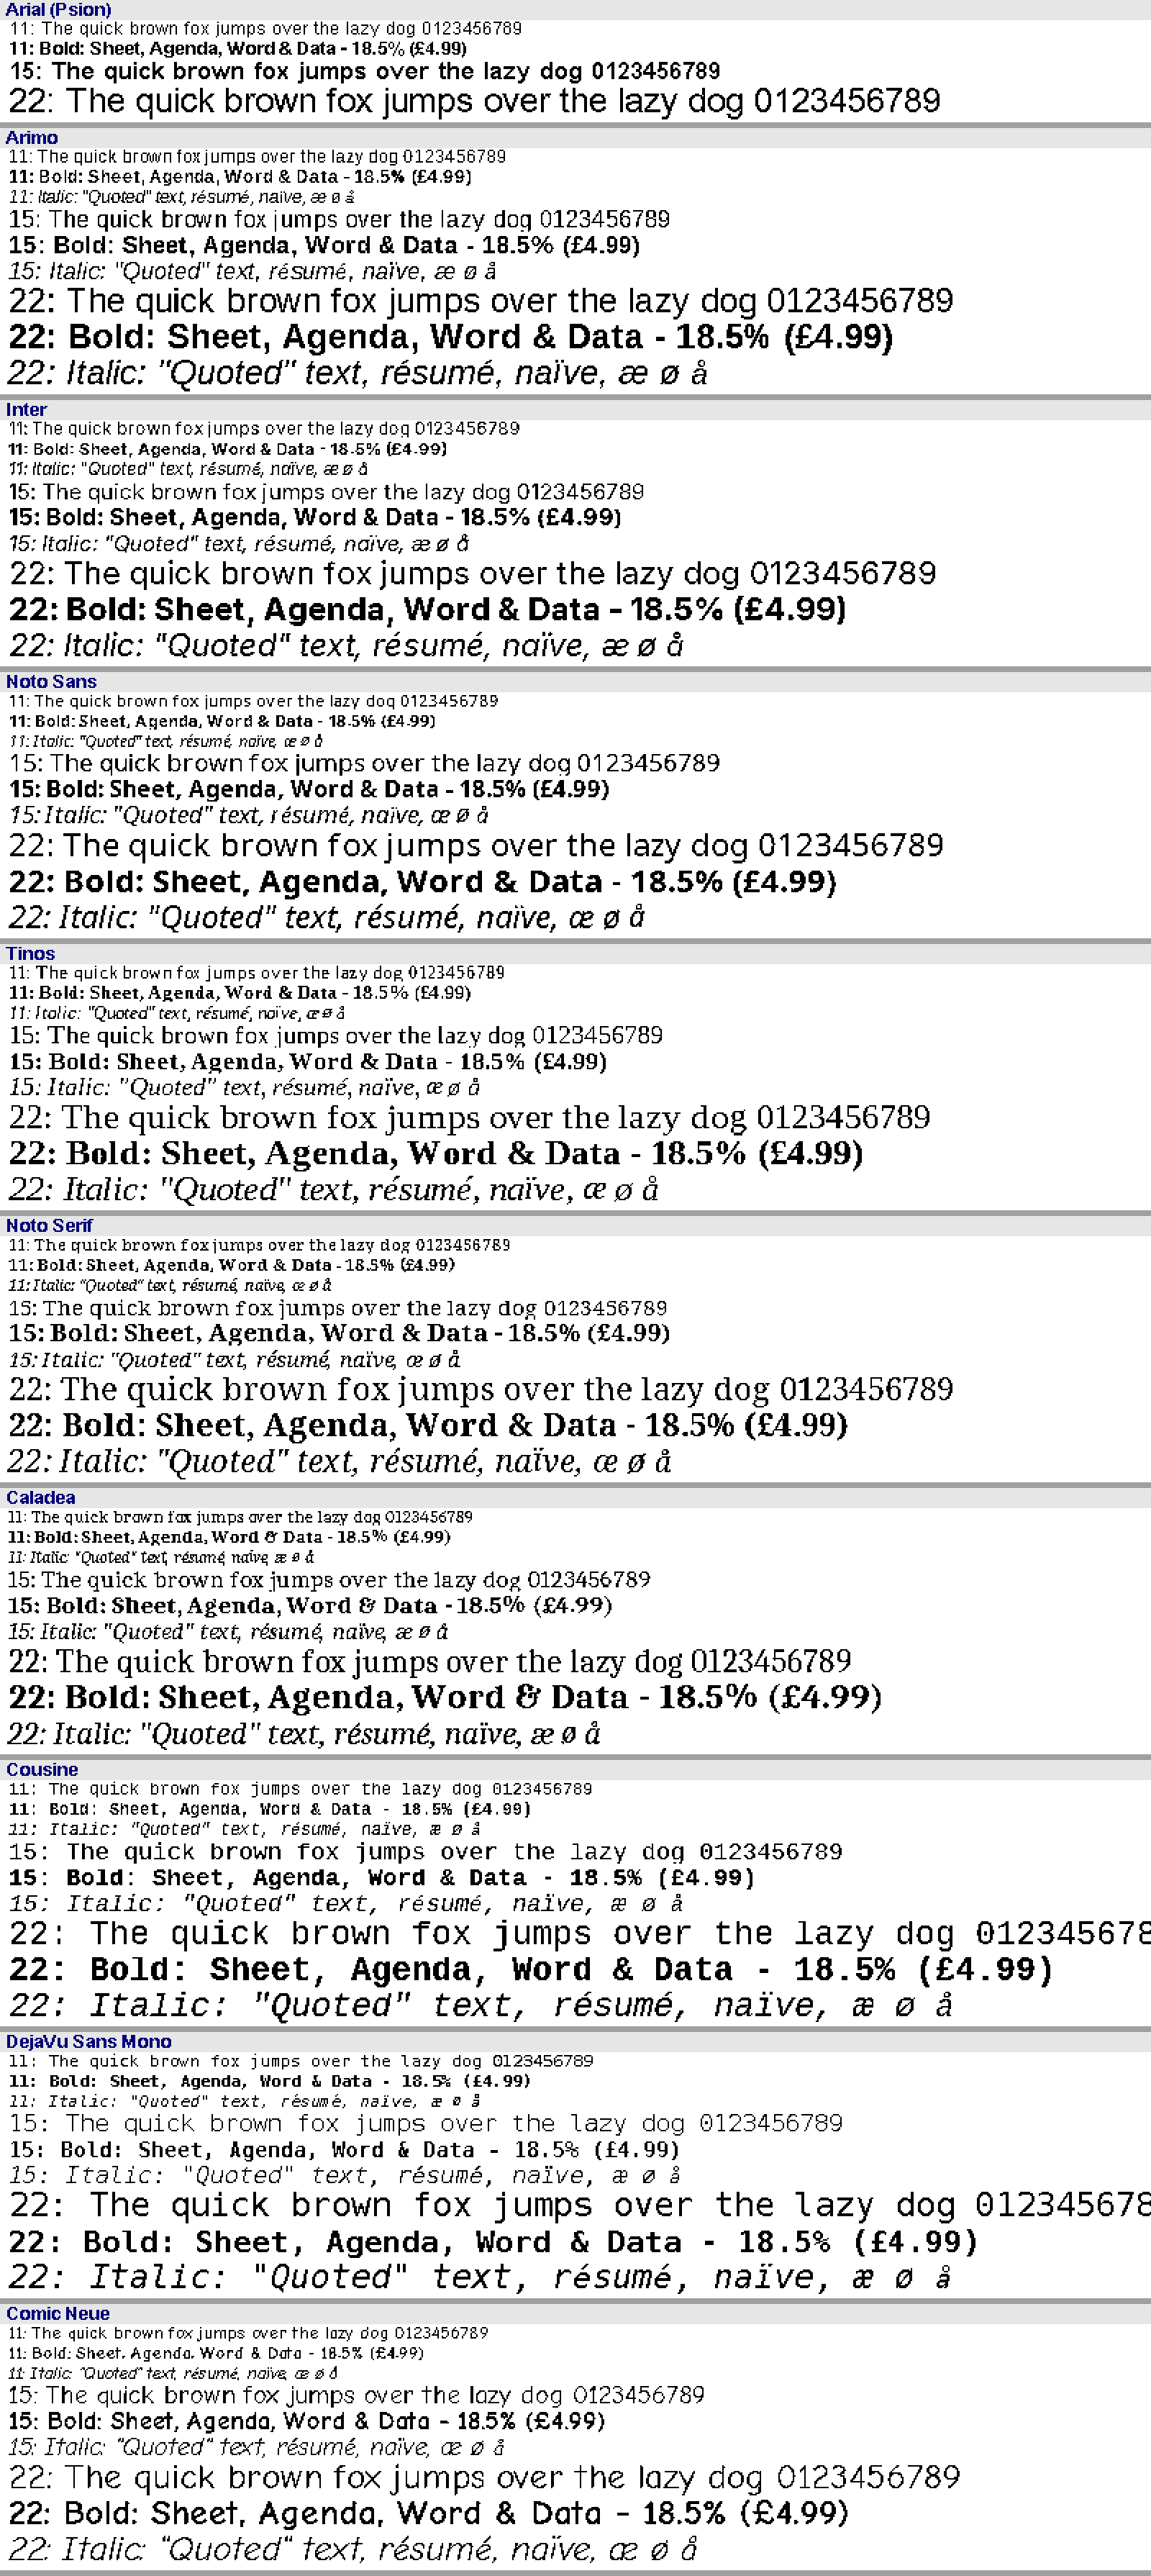 Arial (Psion)
11: The quick brown fox jumps over the lazy dog 0123456789
11: Bold: Sheet, Agenda, Word & Data - 18.5% (£4.99)
15: The quick brown fox jumps over the lazy dog 0123456789
22: The quick brown fox jumps over the lazy dog 0123456789
Arimo
11: The quick brown fox jumps over the lazy dog 0123456789
11: Bold: Sheet, Agenda, Word & Data - 18.5% (£4.99)
11: Italic: "Quoted" text, résumé, naïve, æ ø å
15: The quick brown fox jumps over the lazy dog 0123456789
15: Bold: Sheet, Agenda, Word & Data - 18.5% (£4.99)
15: Italic: "Quoted" text, résumé, naïve, æ ø å
22: The quick brown fox jumps over the lazy dog 0123456789
22: Bold: Sheet, Agenda, Word & Data - 18.5% (£4.99)
22: Italic: "Quoted" text, résumé, naïve, æ ø å
Inter
11: The quick brown fox jumps over the lazy dog 0123456789
11: Bold: Sheet, Agenda, Word & Data - 18.5% (£4.99)
11: Italic: "Quoted" text, résumé, naïve, æ ø å
15: The quick brown fox jumps over the lazy dog 0123456789
15: Bold: Sheet, Agenda, Word & Data - 18.5% (£4.99)
15: Italic: "Quoted" text, résumé, naïve, æ ø å
22: The quick brown fox jumps over the lazy dog 0123456789
22: Bold: Sheet, Agenda, Word & Data - 18.5% (£4.99)
22: Italic: "Quoted" text, résumé, naïve, æ ø å
Noto Sans
11: The quick brown fox jumps over the lazy dog 0123456789
11: Bold: Sheet, Agenda, Word & Data - 18.5% (£4.99)
11: Italic: "Quoted" text, résumé, naïve, æ ø å
15: The quick brown fox jumps over the lazy dog 0123456789
15: Bold: Sheet, Agenda, Word & Data - 18.5% (£4.99)
15: Italic: "Quoted" text, résumé, naïve, æ ø å
22: The quick brown fox jumps over the lazy dog 0123456789
22: Bold: Sheet, Agenda, Word & Data - 18.5% (£4.99)
22: Italic: "Quoted" text, résumé, naïve, æ ø å
Tinos
11: The quick brown fox jumps over the lazy dog 0123456789
11: Bold: Sheet, Agenda, Word & Data - 18.5% (£4.99)
11: Italic: "Quoted" text, résumé, naïve, æ ø å
15: The quick brown fox jumps over the lazy dog 0123456789
15: Bold: Sheet, Agenda, Word & Data - 18.5% (£4.99)
15: Italic: "Quoted" text, résumé, naïve, æ ø å
22: The quick brown fox jumps over the lazy dog 0123456789
22: Bold: Sheet, Agenda, Word & Data - 18.5% (£4.99)
22: Italic: "Quoted" text, résumé, naïve, æ ø å
Noto Serif
11: The quick brown fox jumps over the lazy dog 0123456789
11: Bold: Sheet, Agenda, Word & Data - 18.5% (£4.99)
11: Italic: "Quoted" text, résumé, naïve, æ ø å
15: The quick brown fox jumps over the lazy dog 0123456789
15: Bold: Sheet, Agenda, Word & Data - 18.5% (£4.99)
15: Italic: "Quoted" text, résumé, naïve, æ ø å
22: The quick brown fox jumps over the lazy dog 0123456789
22: Bold: Sheet, Agenda, Word & Data - 18.5% (£4.99)
22: Italic: "Quoted" text, résumé, naïve, æ ø å
Caladea
11: The quick brown fox jumps over the lazy dog 0123456789
11: Bold: Sheet, Agenda, Word & Data - 18.5% (£4.99)
11: Italic: "Quoted" text, résumé, naïve, æ ø å
15: The quick brown fox jumps over the lazy dog 0123456789
15: Bold: Sheet, Agenda, Word & Data - 18.5% (£4.99)
15: Italic: "Quoted" text, résumé, naïve, æ ø å
22: The quick brown fox jumps over the lazy dog 0123456789
22: Bold: Sheet, Agenda, Word & Data - 18.5% (£4.99)
22: Italic: "Quoted" text, résumé, naïve, æ ø å
Cousine
11: The quick brown fox jumps over the lazy dog 0123456789
11: Bold: Sheet, Agenda, Word & Data - 18.5% (£4.99)
11: Italic: "Quoted" text, résumé, naïve, æ ø å
15: The quick brown fox jumps over the lazy dog 0123456789
15: Bold: Sheet, Agenda, Word & Data - 18.5% (£4.99)
15: Italic: "Quoted" text, résumé, naïve, æ ø å
22: The quick brown fox jumps over the lazy dog 012345678
22: Bold: Sheet, Agenda, Word & Data - 18.5% (£4.99)
22: Italic: "Quoted" text, résumé, naïve, æ ø å
DejaVu Sans Mono
11: The quick brown fox jumps over the lazy dog 0123456789
11: Bold: Sheet, Agenda, Word & Data - 18.5% (£4.99)
11: Italic: "Quoted" text, résumé, naïve, æ ø å
15: The quick brown fox jumps over the lazy dog 0123456789
15: Bold: Sheet, Agenda, Word & Data - 18.5% (£4.99)
15: Italic: "Quoted" text, résumé, naïve, æ ø å
22: The quick brown fox jumps over the lazy dog 012345678
22: Bold: Sheet, Agenda, Word & Data - 18.5% (£4.99)
22: Italic: "Quoted" text, résumé, naïve, æ ø å
Comic Neue
11: The quick brown fox jumps over the lazy dog 0123456789
11: Bold: Sheet, Agenda, Word & Data - 18.5% (£4.99)
11: Italic: "Quoted" text, résumé, naïve, æ ø å
15: The quick brown fox jumps over the lazy dog 0123456789
15: Bold: Sheet, Agenda, Word & Data - 18.5% (£4.99)
15: Italic: "Quoted" text, résumé, naïve, æ ø å
22: The quick brown fox jumps over the lazy dog 0123456789
22: Bold: Sheet, Agenda, Word & Data - 18.5% (£4.99)
22: Italic: "Quoted" text, résumé, naïve, æ ø å